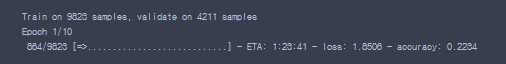 Train on 9823 samples, validate on 4211 samples
Epoch 1/10
864/9823 [=>............................] - ETA: 1:23:41 - loss: 1.8506 - accuracy: 0.2234